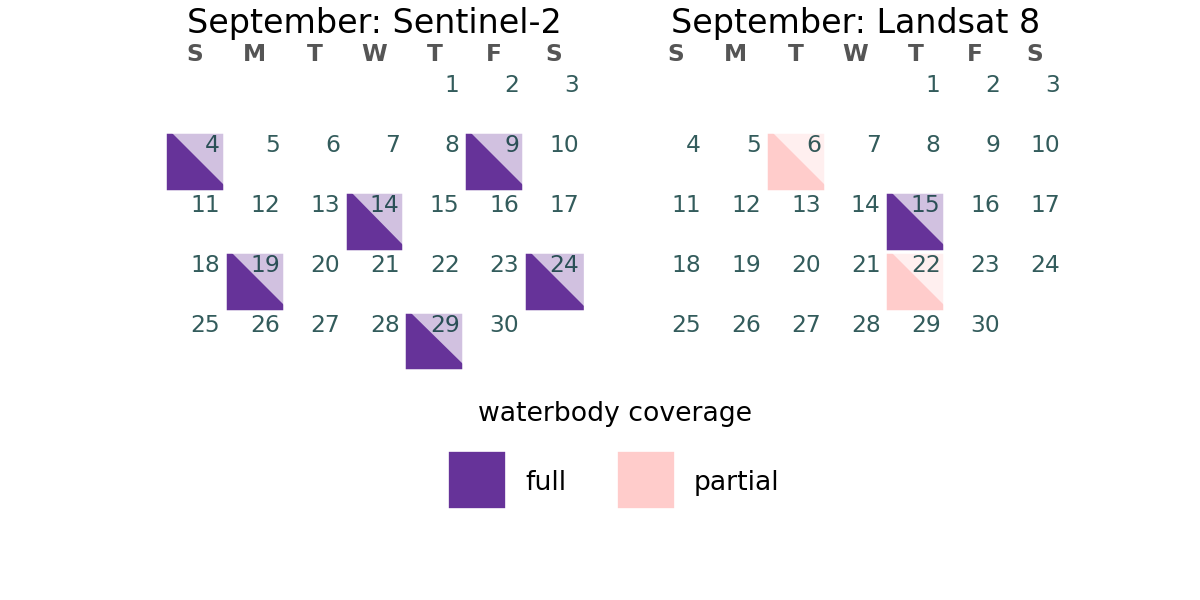 September: Sentinel-2
S M T W T F S
1 2 3
4 5 6 7 8 9 10
11 12 13 14 15 16 17
18 19 20 21 22 23 24
25 26 27 28 29 30
September: Landsat 8
S M T W T F S
1 2 3
4 5 6 7 8 9 10
11 12 13 14 15 16 17
18 19 20 21 22 23 24
25 26 27 28 29 30
waterbody coverage
full partial